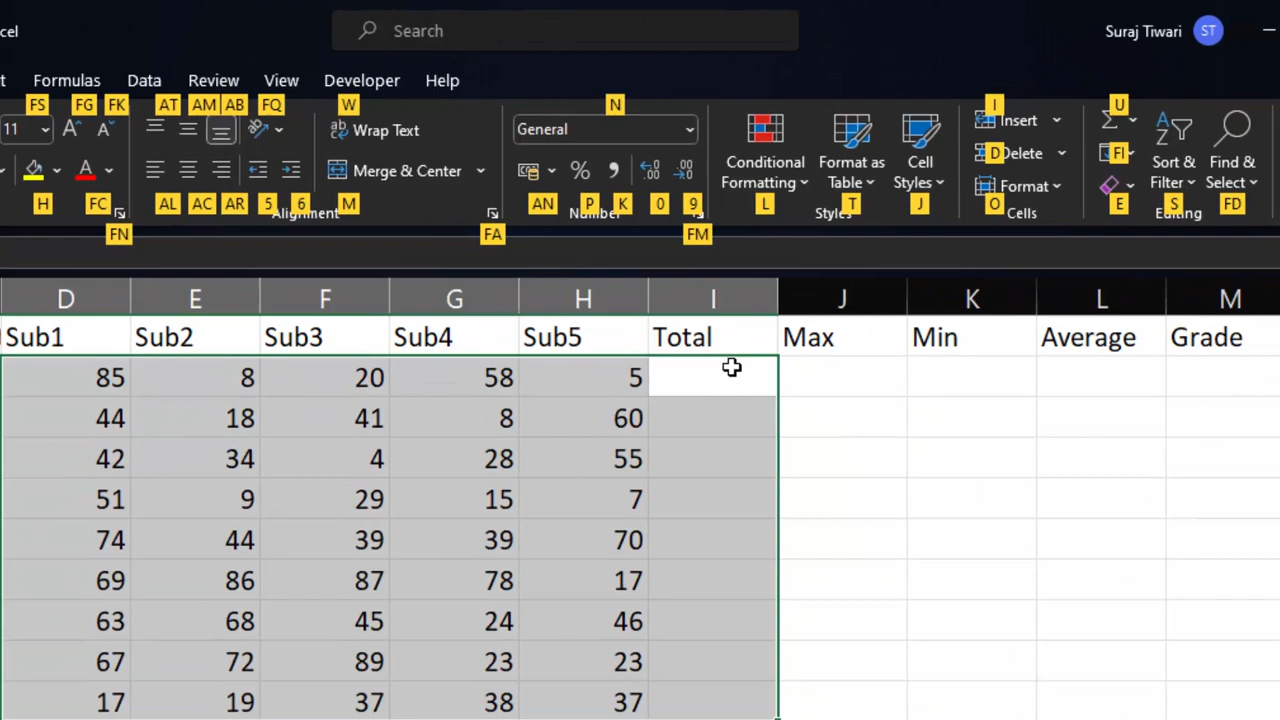 cel
Search
Suraj Tiwari ST
t Formulas Data Review View Developer Help
FS FG FK AT AM AB FQ W N I U
11 Wrap Text General Insert
Delete D FI
Merge & Center Conditional Formatting Format as Table Cell Styles Format Sort & Filter Find & Select
H FC AL AC AR 5 6 M AN P K 0 9 L T J O E S FD
Alignment Number Styles Cells Editing
FN FA FM
D E F G H I J K L M
Sub1 Sub2 Sub3 Sub4 Sub5 Total Max Min Average Grade
85 8 20 58 5
44 18 41 8 60
42 34 4 28 55
51 9 29 15 7
74 44 39 39 70
69 86 87 78 17
63 68 45 24 46
67 72 89 23 23
17 19 37 38 37